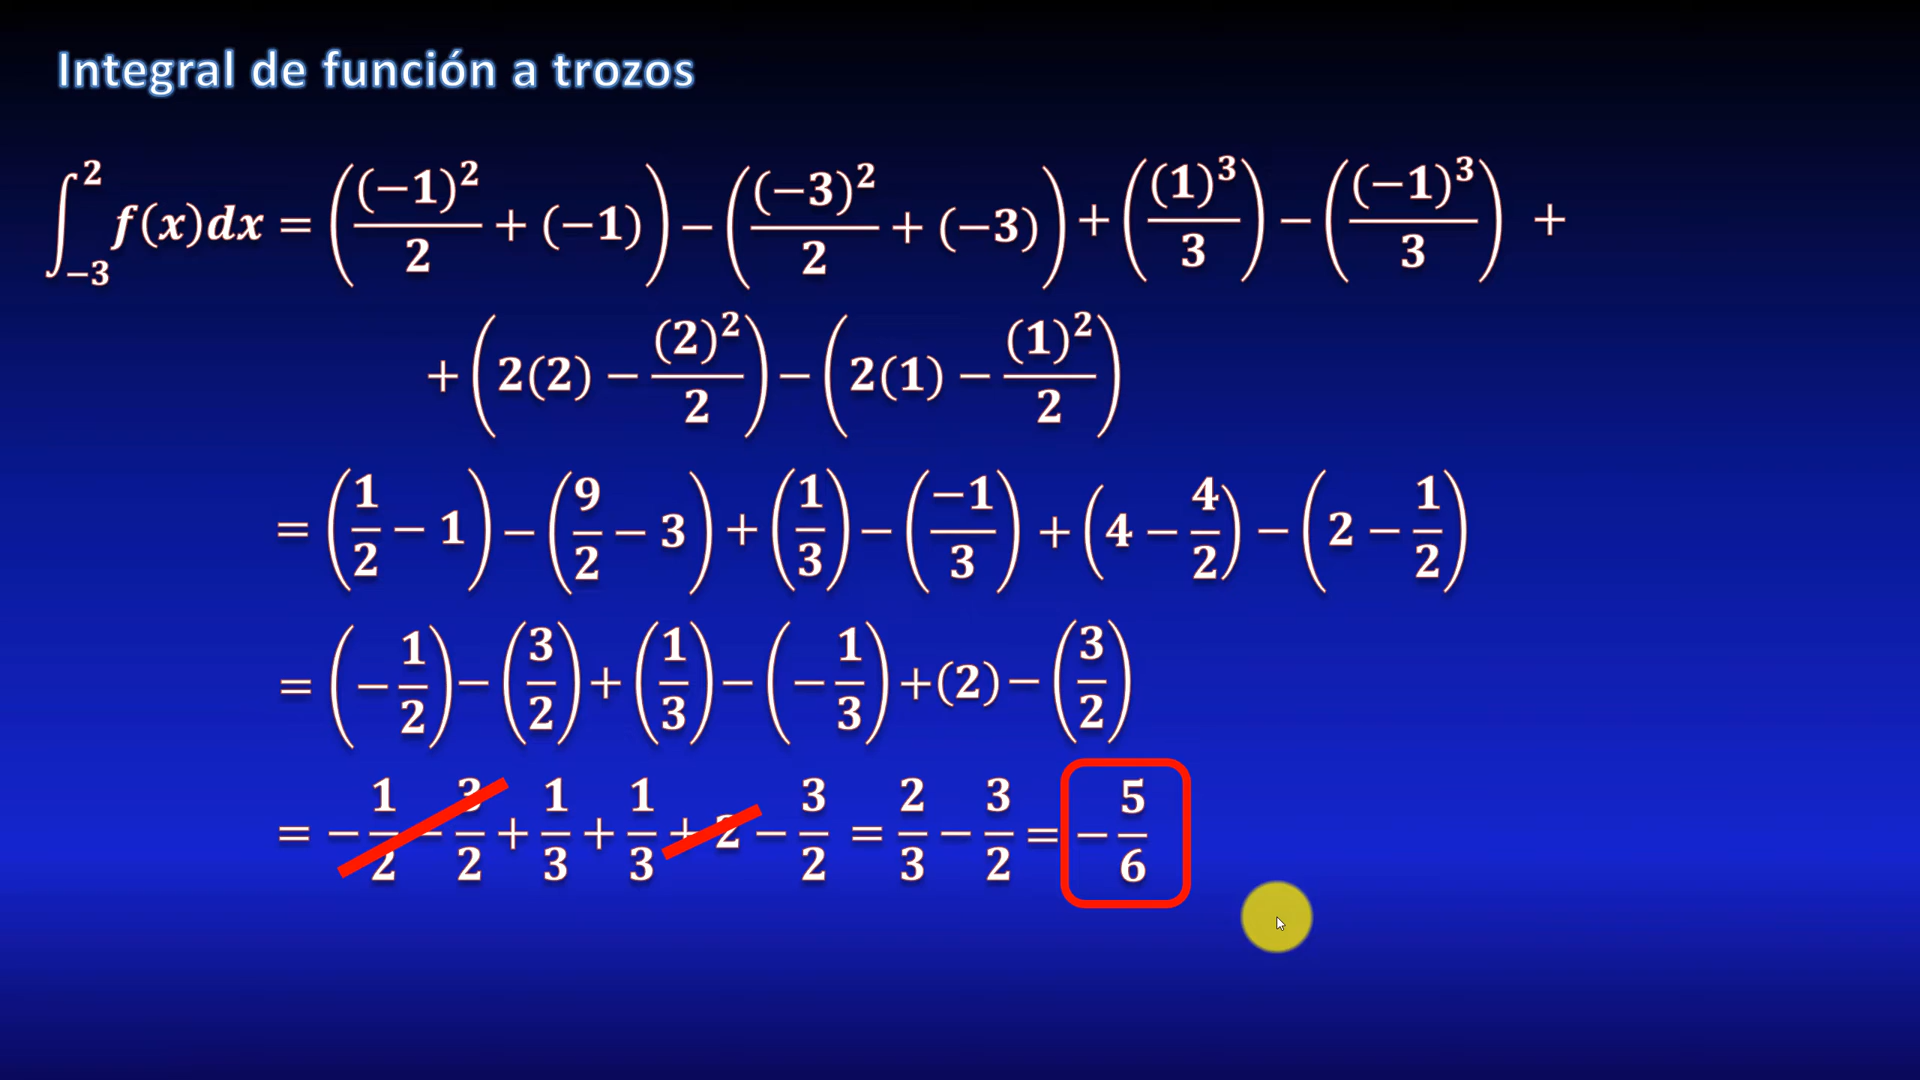 Integral de función a trozos
∫₋₃² f(x)dx = ((−1)²/2 + (−1)) − ((−3)²/2 + (−3)) + ((1)³/3) − ((−1)³/3) +
+ (2(2) − (2)²/2) − (2(1) − (1)²/2)
= (1/2 − 1) − (9/2 − 3) + (1/3) − (−1/3) + (4 − 4/2) − (2 − 1/2)
= (−1/2) − (3/2) + (1/3) − (−1/3) + (2) − (3/2)
= −1/2 − 3/2 + 1/3 + 1/3 + 2 − 3/2 = 2/3 − 3/2 = −5/6